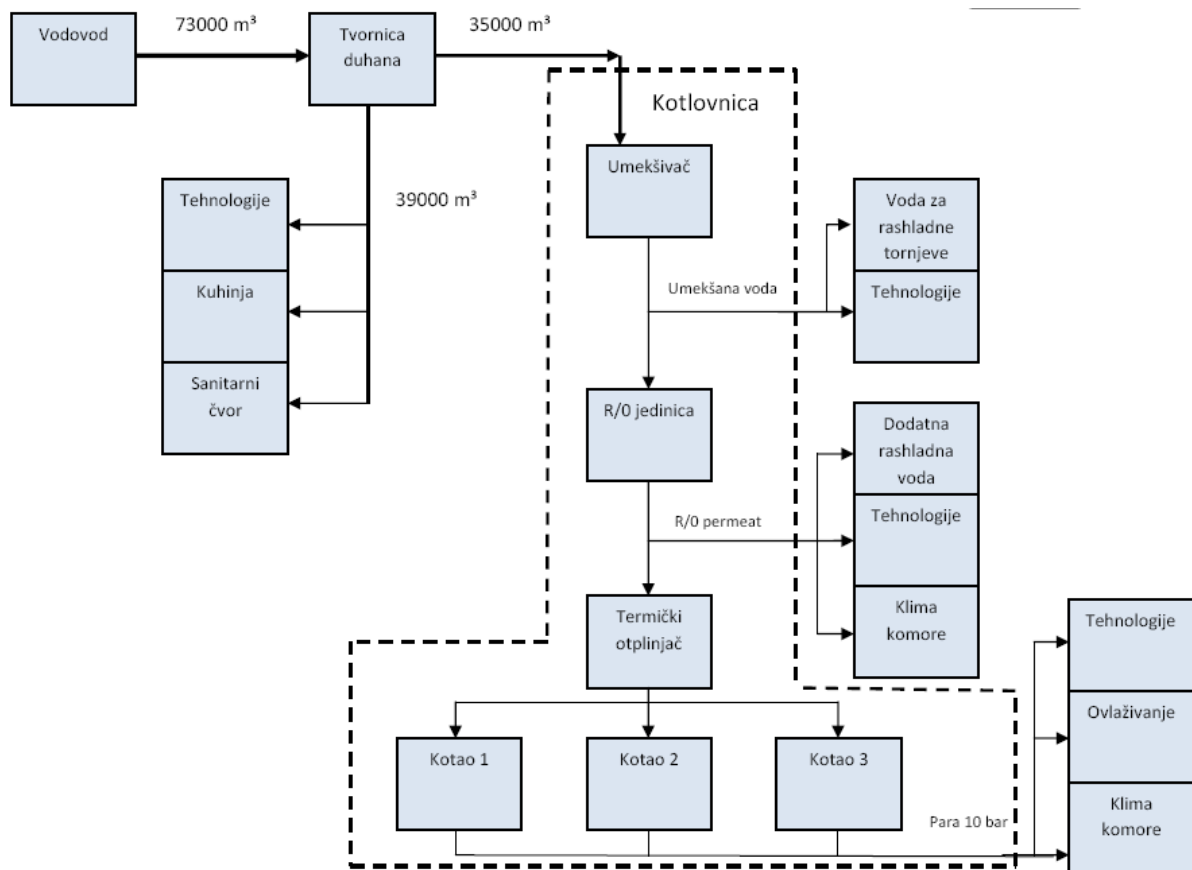 Vodovod
73000 m³
Tvornica
duhana
35000 m³
Kotlovnica
Umekšivač
Tehnologije
39000 m³
Kuhinja
Sanitarni
čvor
Voda za
rashladne
tornjeve
Umekšana voda
Tehnologije
R/0 jedinica
Dodatna
rashladna
voda
R/0 permeat
Tehnologije
Klima
komore
Termički
otplinjač
Tehnologije
Ovlaživanje
Kotao 1
Kotao 2
Kotao 3
Para 10 bar
Klima
komore